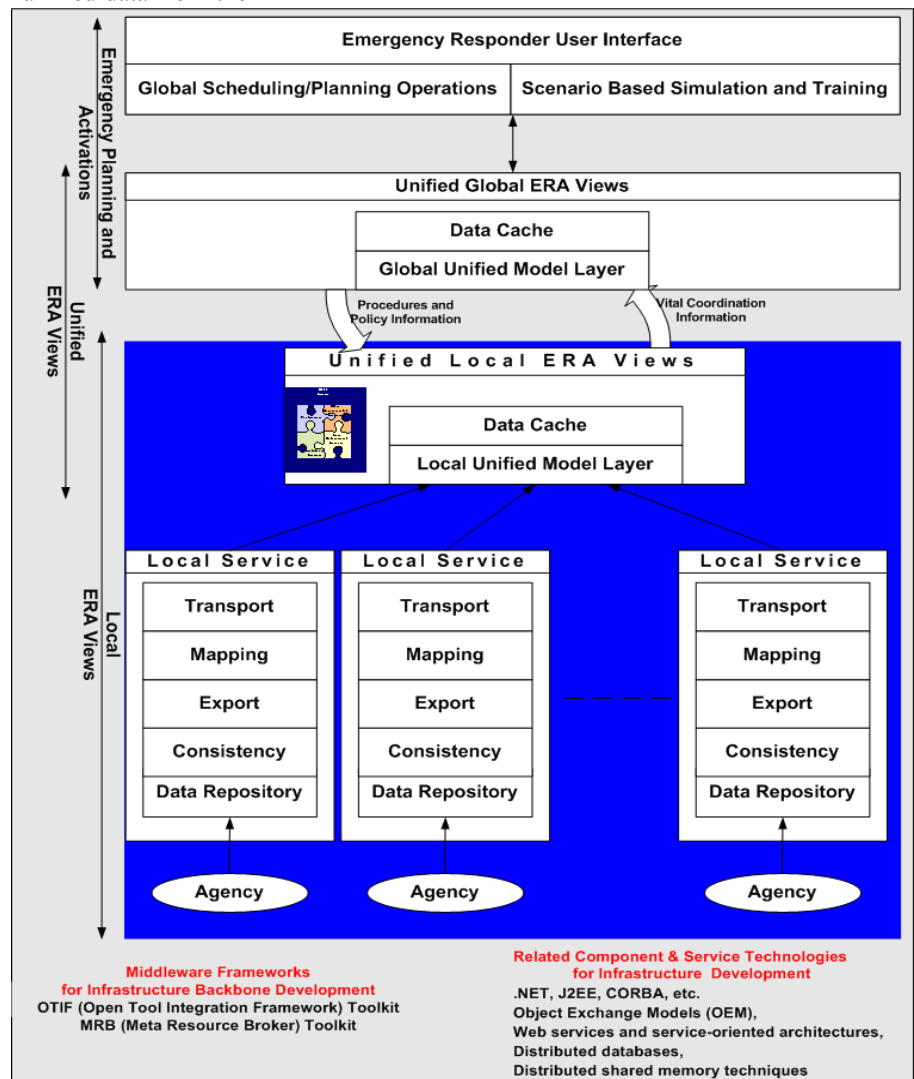 Emergency Responder User Interface
Global Scheduling/Planning Operations
Scenario Based Simulation and Training
Emergency Planning and
Activations
Unified Global ERA Views
Data Cache
Global Unified Model Layer
Unified
ERA Views
Procedures and
Policy Information
Vital Coordination
Information
Unified Local ERA Views
Data Cache
Local Unified Model Layer
Local
ERA Views
Local Service
Transport
Mapping
Export
Consistency
Data Repository
Agency
Local Service
Transport
Mapping
Export
Consistency
Data Repository
Agency
Local Service
Transport
Mapping
Export
Consistency
Data Repository
Agency
Middleware Frameworks
for Infrastructure Backbone Development
OTIF (Open Tool Integration Framework) Toolkit
MRB (Meta Resource Broker) Toolkit
Related Component & Service Technologies
for Infrastructure Development
.NET, J2EE, CORBA, etc.
Object Exchange Models (OEM),
Web services and service-oriented architectures,
Distributed databases,
Distributed shared memory techniques